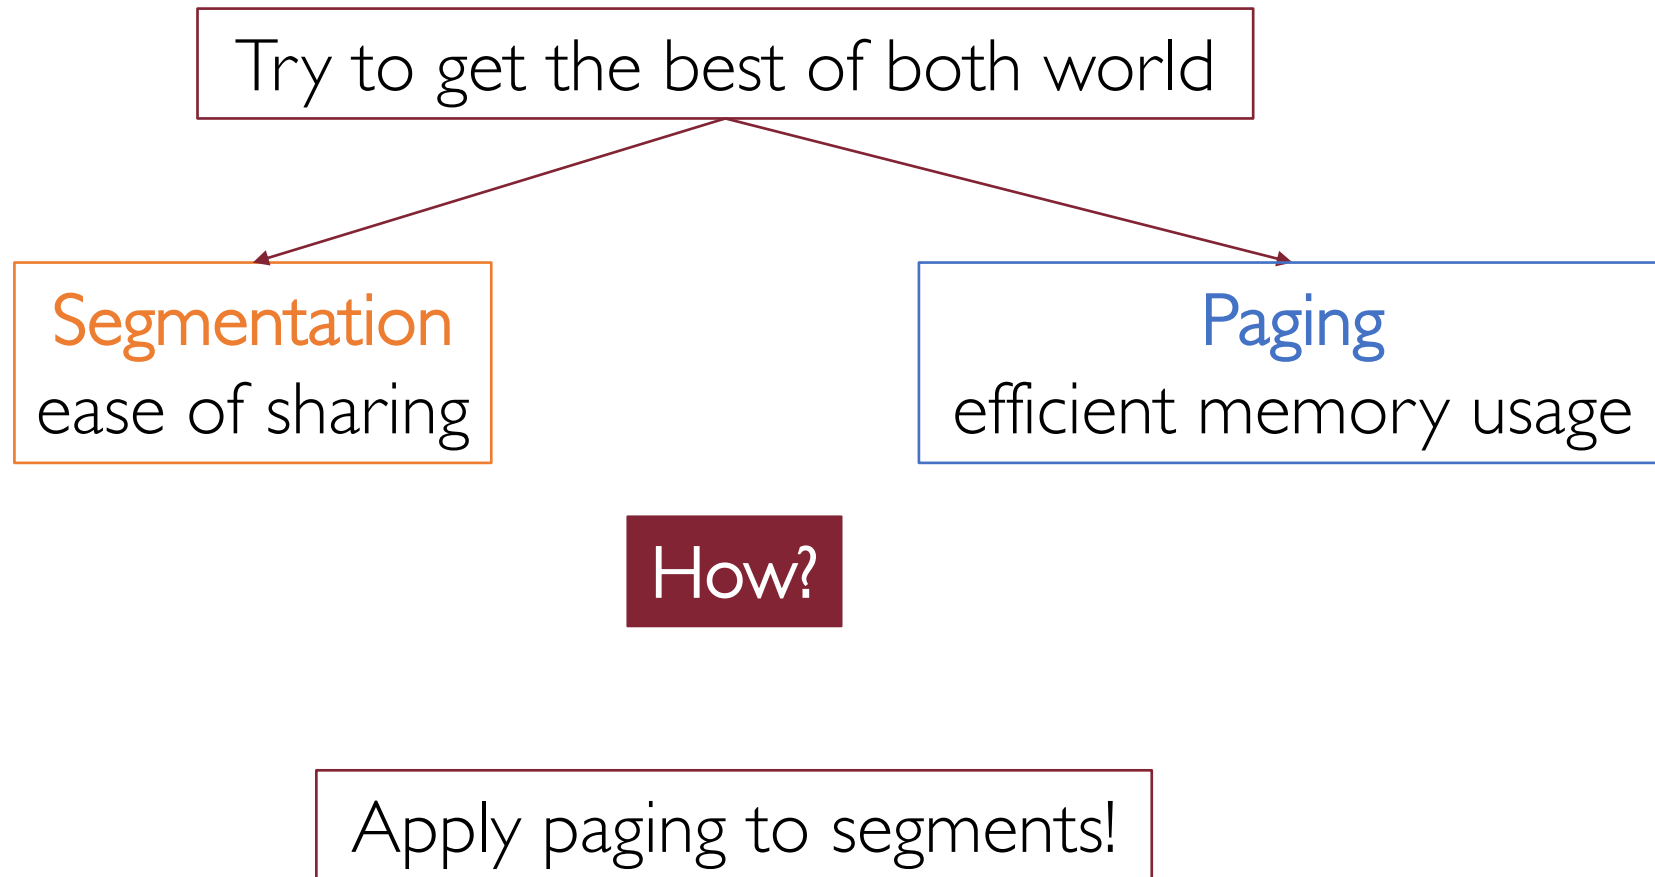 Try to get the best of both world
Segmentation
ease of sharing
Paging
efficient memory usage
How?
Apply paging to segments!